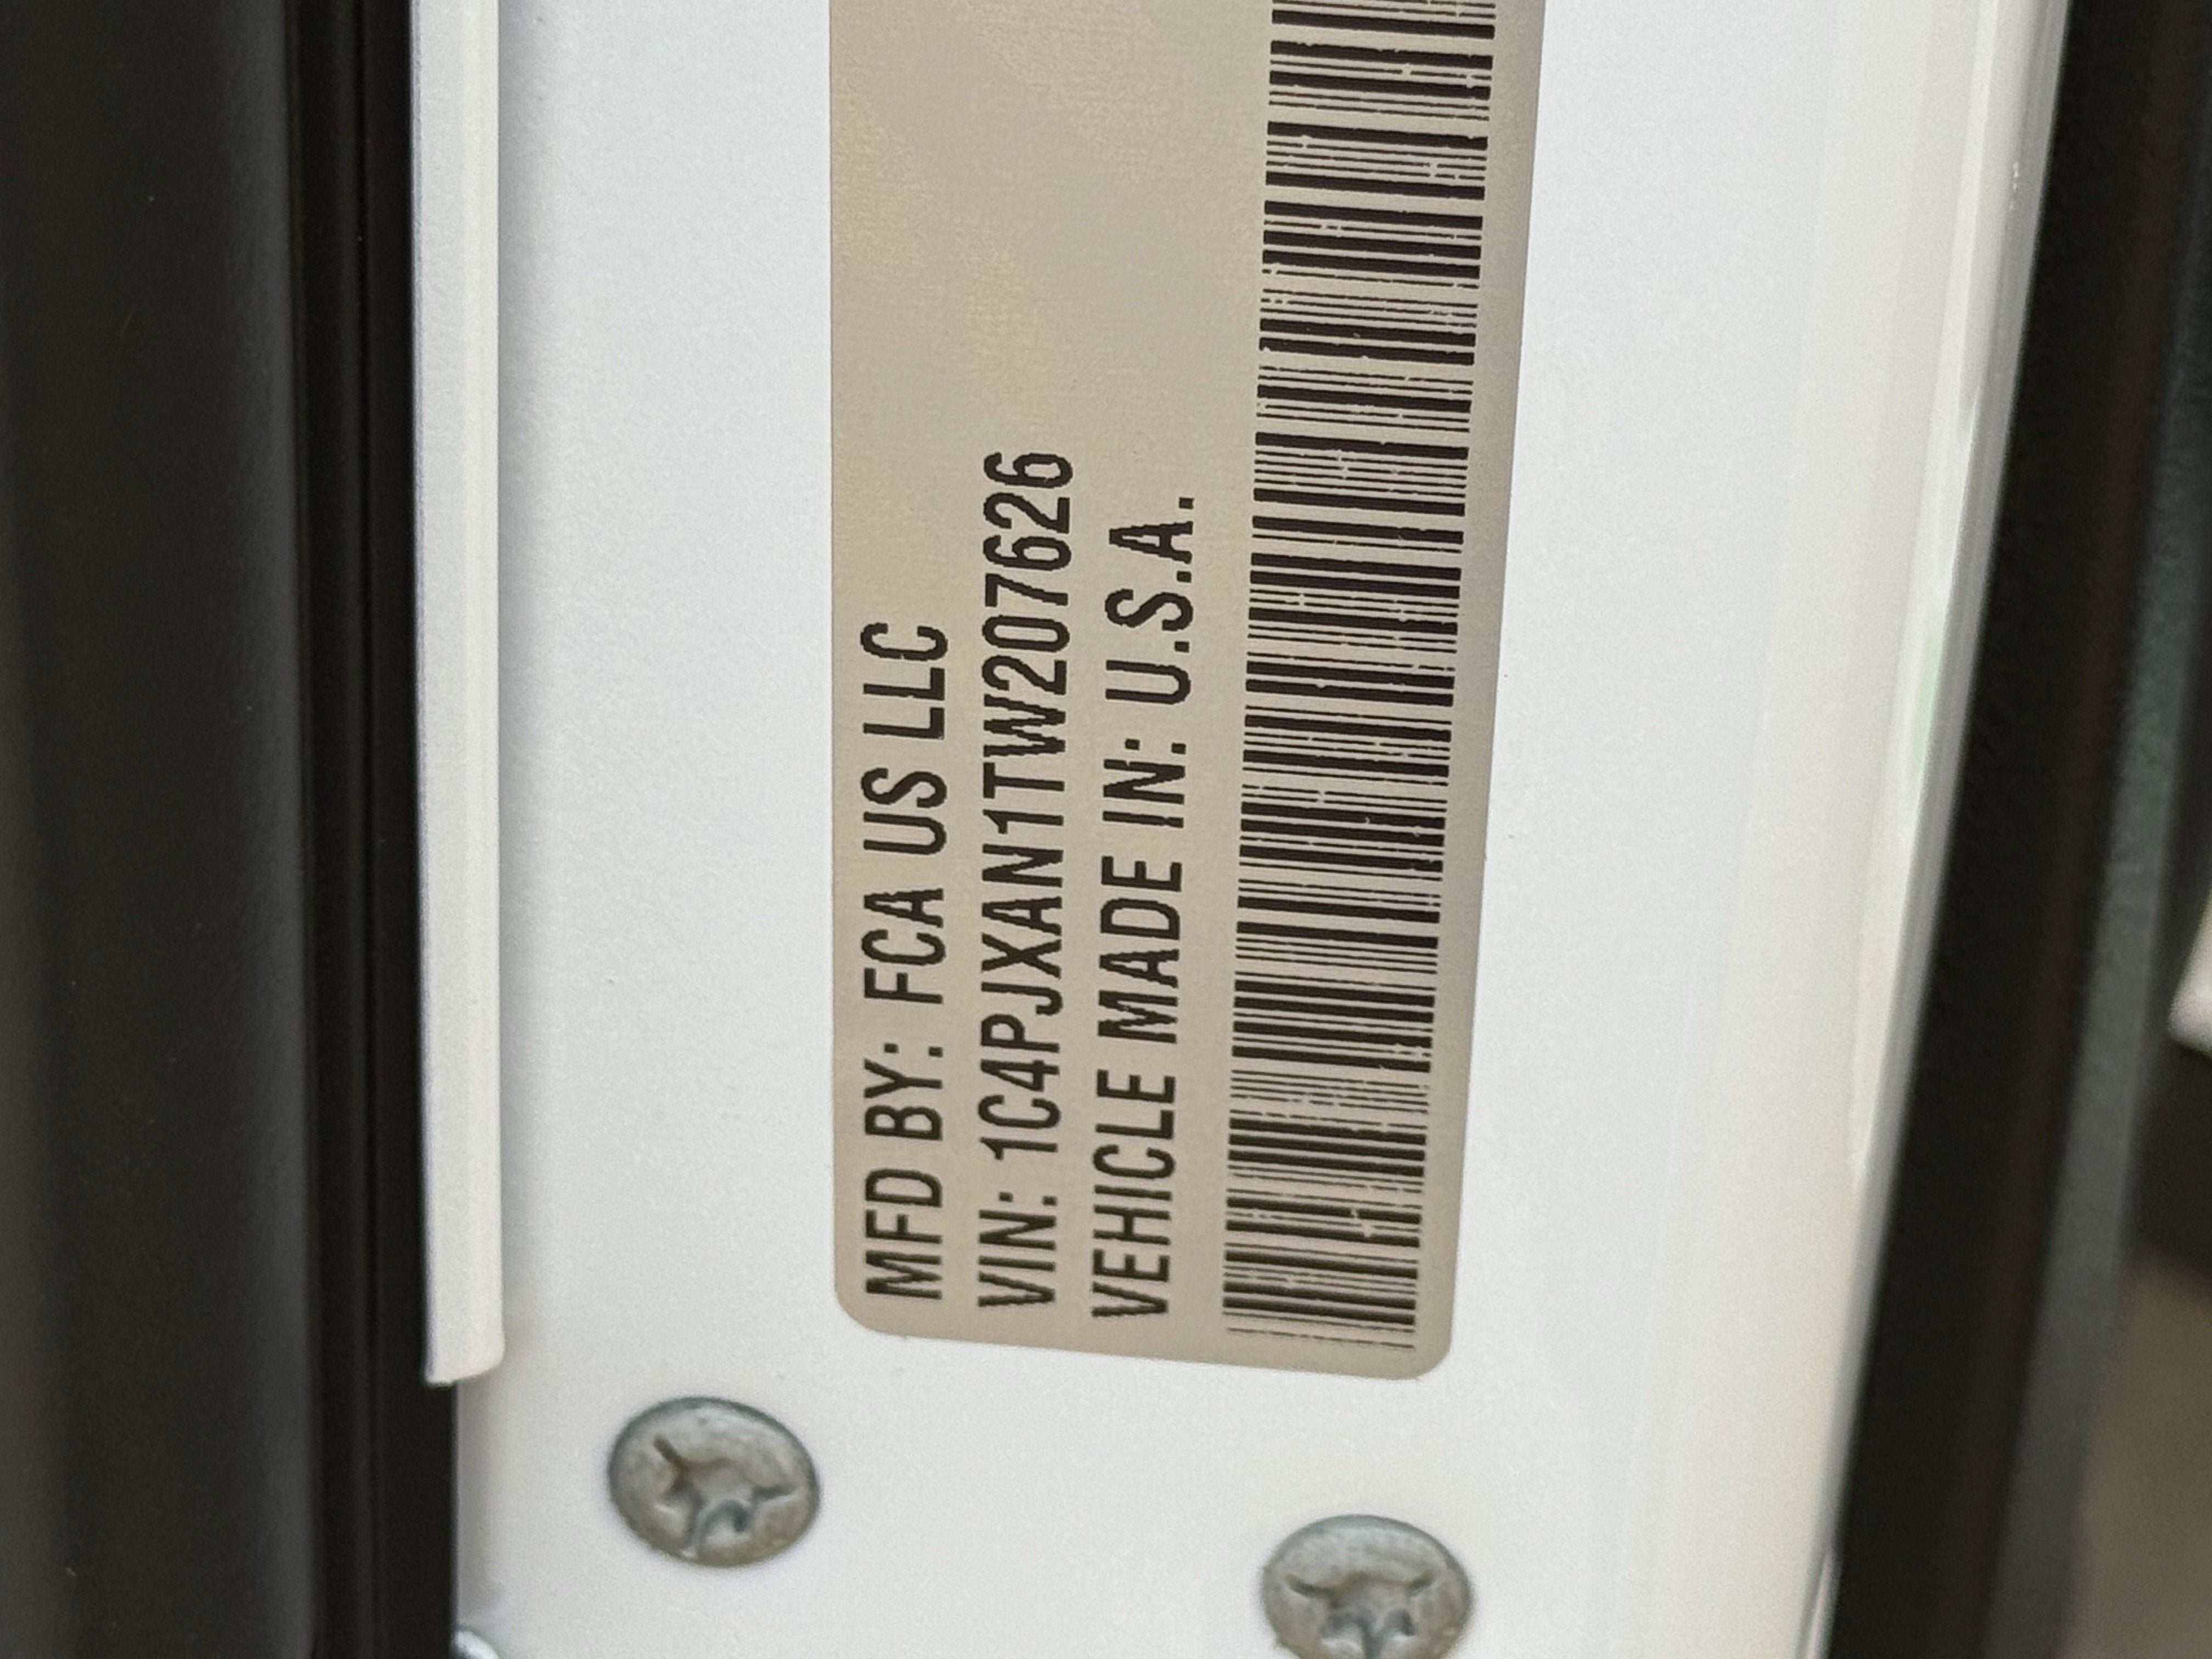 MFD BY: FCA US LLC
VIN: 1C4PJXAN1TW207626
VEHICLE MADE IN: U.S.A.